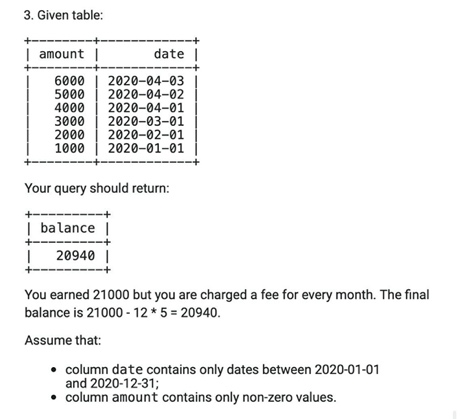 3. Given table:
+--------+------------+
| amount |       date |
+--------+------------+
|   6000 | 2020-04-03 |
|   5000 | 2020-04-02 |
|   4000 | 2020-04-01 |
|   3000 | 2020-03-01 |
|   2000 | 2020-02-01 |
|   1000 | 2020-01-01 |
+--------+------------+
Your query should return:
+---------+
| balance |
+---------+
|   20940 |
+---------+
You earned 21000 but you are charged a fee for every month. The final
balance is 21000 - 12 * 5 = 20940.
Assume that:
• column date contains only dates between 2020-01-01
and 2020-12-31;
• column amount contains only non-zero values.